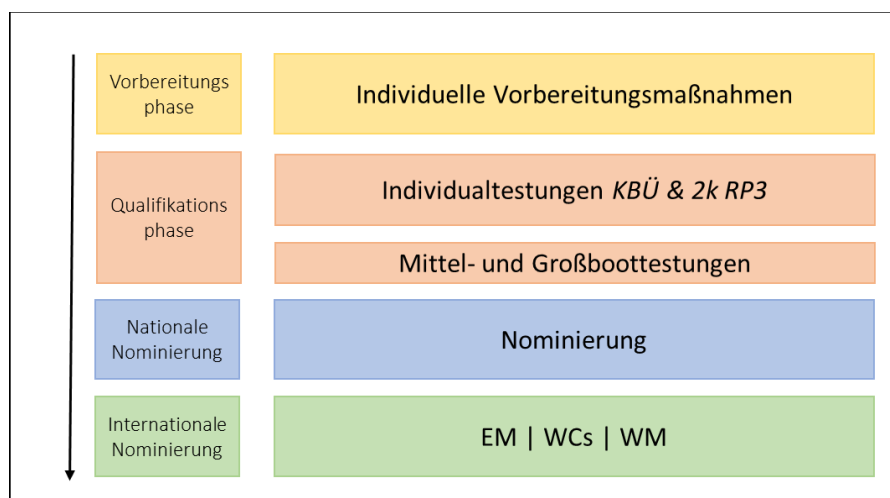 Vorbereitungs
phase
Individuelle Vorbereitungsmaßnahmen
Qualifikations
phase
Individualtestungen KBÜ & 2k RP3
Mittel- und Großboottestungen
Nationale
Nominierung
Nominierung
Internationale
Nominierung
EM | WCs | WM